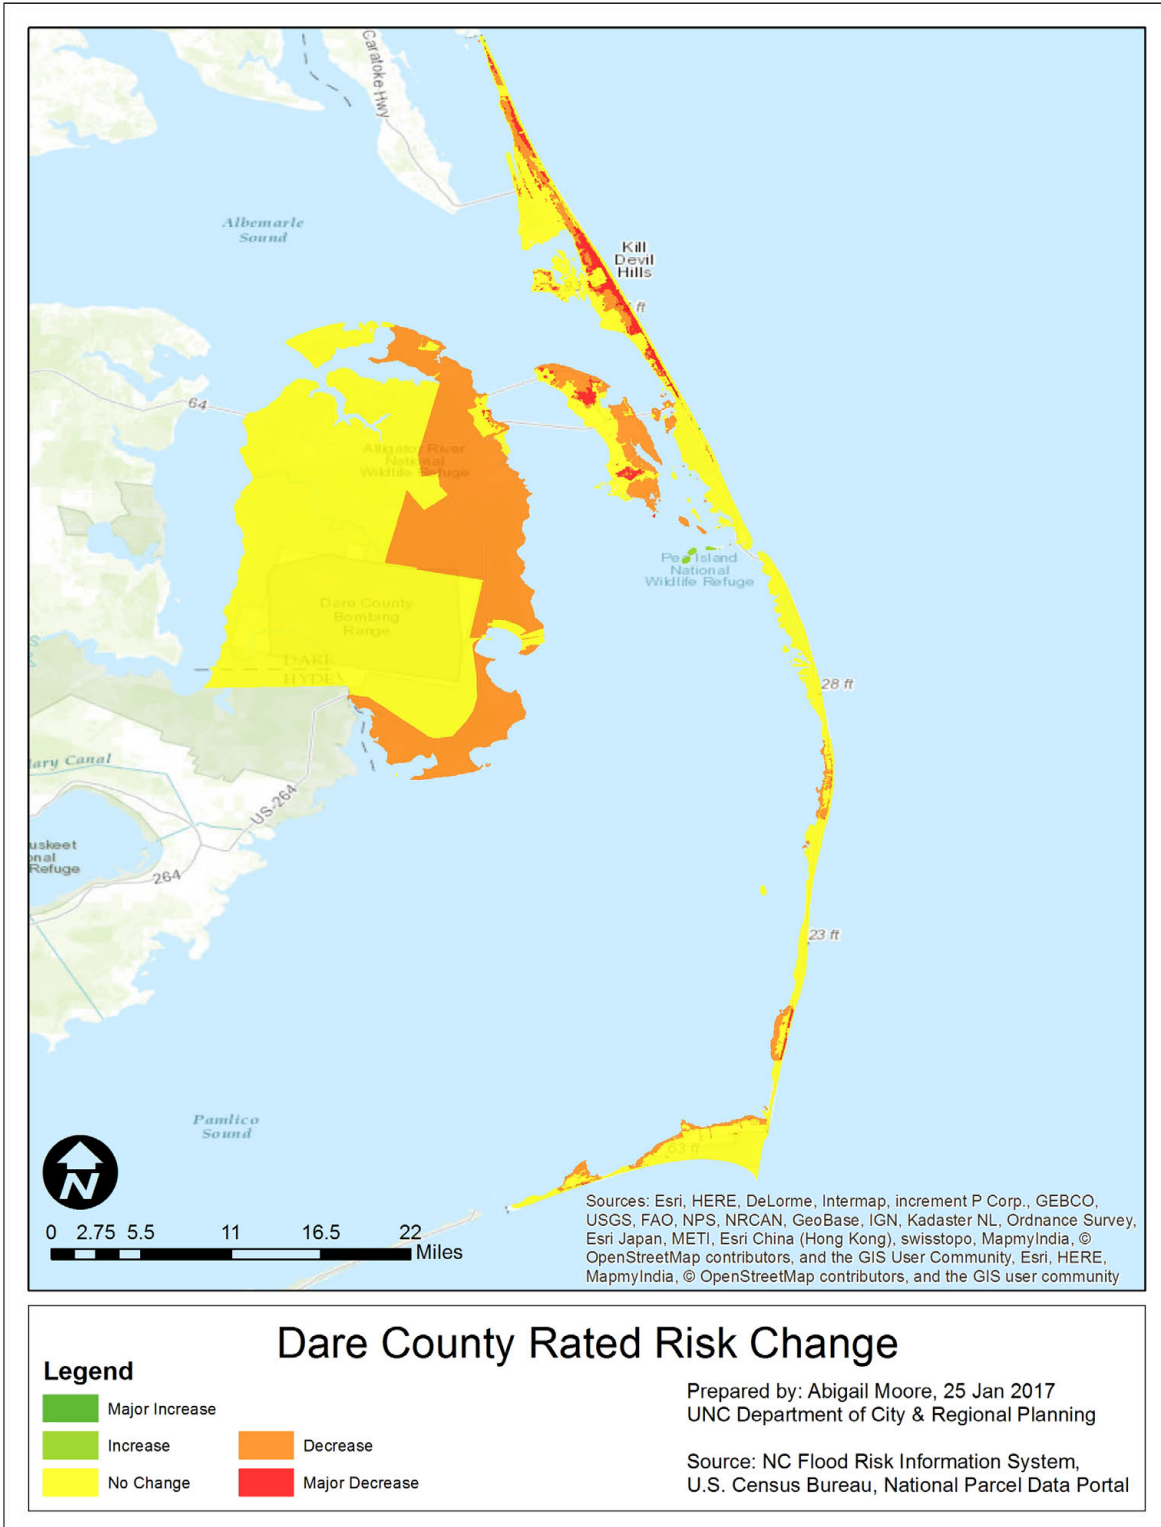 Caratoke Hwy
Albemarle
Sound
Kill
Devil
Hills
93
ft
64
Alligator River
National
Wildlife Refuge
Pea Island
National
Wildlife Refuge
Dare County
Bombing
Range
DARE
HYDE
28 ft
ary Canal
US-264
uskeet
onal
Refuge
264
23 ft
Pamlico
Sound
63 ft
N
0 2.75 5.5 11 16.5 22
Miles
Sources: Esri, HERE, DeLorme, Intermap, increment P Corp., GEBCO,
USGS, FAO, NPS, NRCAN, GeoBase, IGN, Kadaster NL, Ordnance Survey,
Esri Japan, METI, Esri China (Hong Kong), swisstopo, MapmyIndia, ©
OpenStreetMap contributors, and the GIS User Community, Esri, HERE,
MapmyIndia, © OpenStreetMap contributors, and the GIS user community
Dare County Rated Risk Change
Legend
Major Increase
Increase
No Change
Decrease
Major Decrease
Prepared by: Abigail Moore, 25 Jan 2017
UNC Department of City & Regional Planning
Source: NC Flood Risk Information System,
U.S. Census Bureau, National Parcel Data Portal